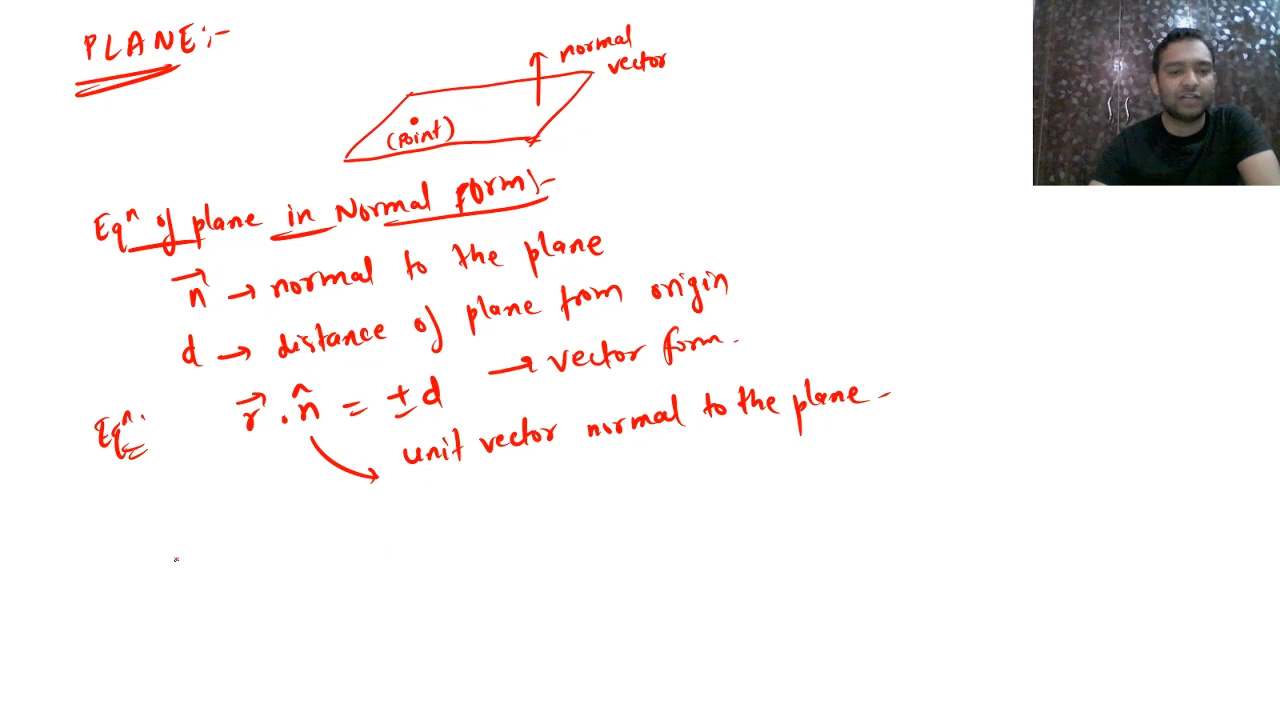 PLANE:-
normal
vector
(Point)
Eqⁿ of plane in Normal form:-
n⃗ → normal to the plane
d → distance of plane from origin
Eqⁿ: r⃗ . n̂ = ± d → vector form.
unit vector normal to the plane -